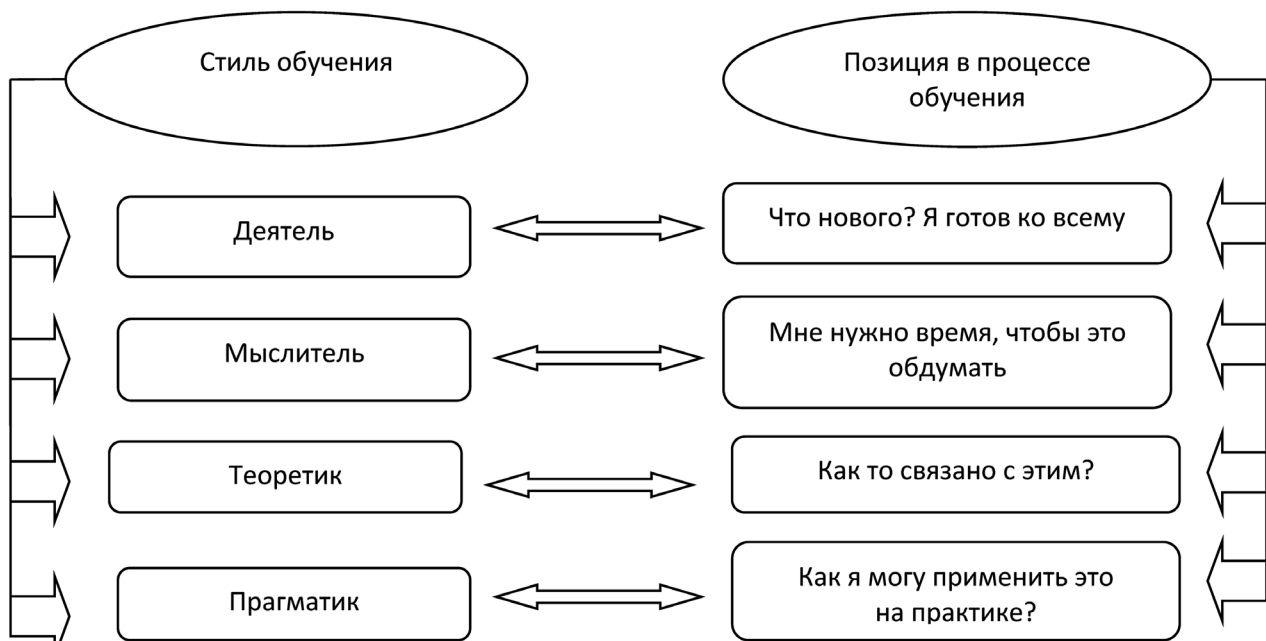 Стиль обучения
Позиция в процессе
обучения
Деятель
Что нового? Я готов ко всему
Мыслитель
Мне нужно время, чтобы это
обдумать
Теоретик
Как то связано с этим?
Прагматик
Как я могу применить это
на практике?